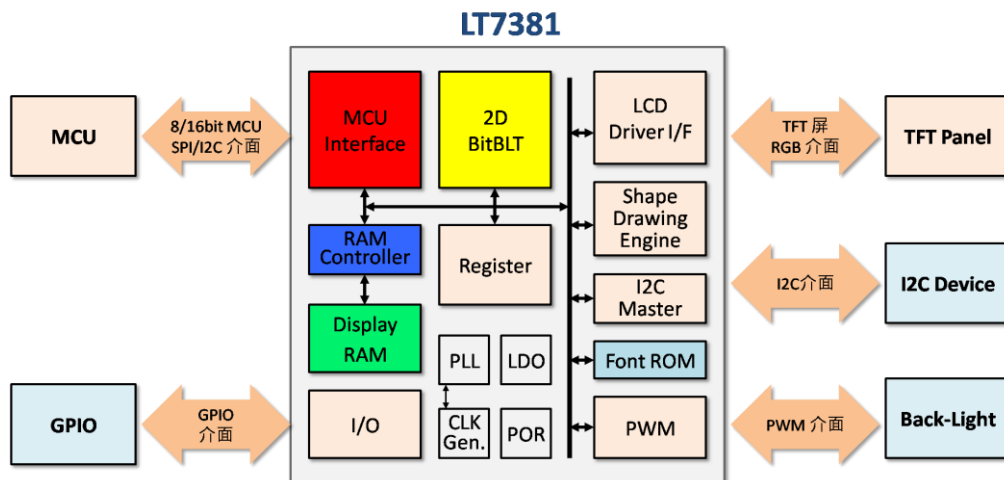 LT7381
MCU
8/16bit MCU
SPI/I2C 介面
MCU
Interface
2D
BitBLT
LCD
Driver I/F
TFT 屏
RGB 介面
TFT Panel
Shape
Drawing
Engine
RAM
Controller
Register
I2C
Master
I2C介面
I2C Device
Display
RAM
PLL
LDO
Font ROM
GPIO
GPIO
介面
I/O
CLK
Gen.
POR
PWM
PWM 介面
Back-Light